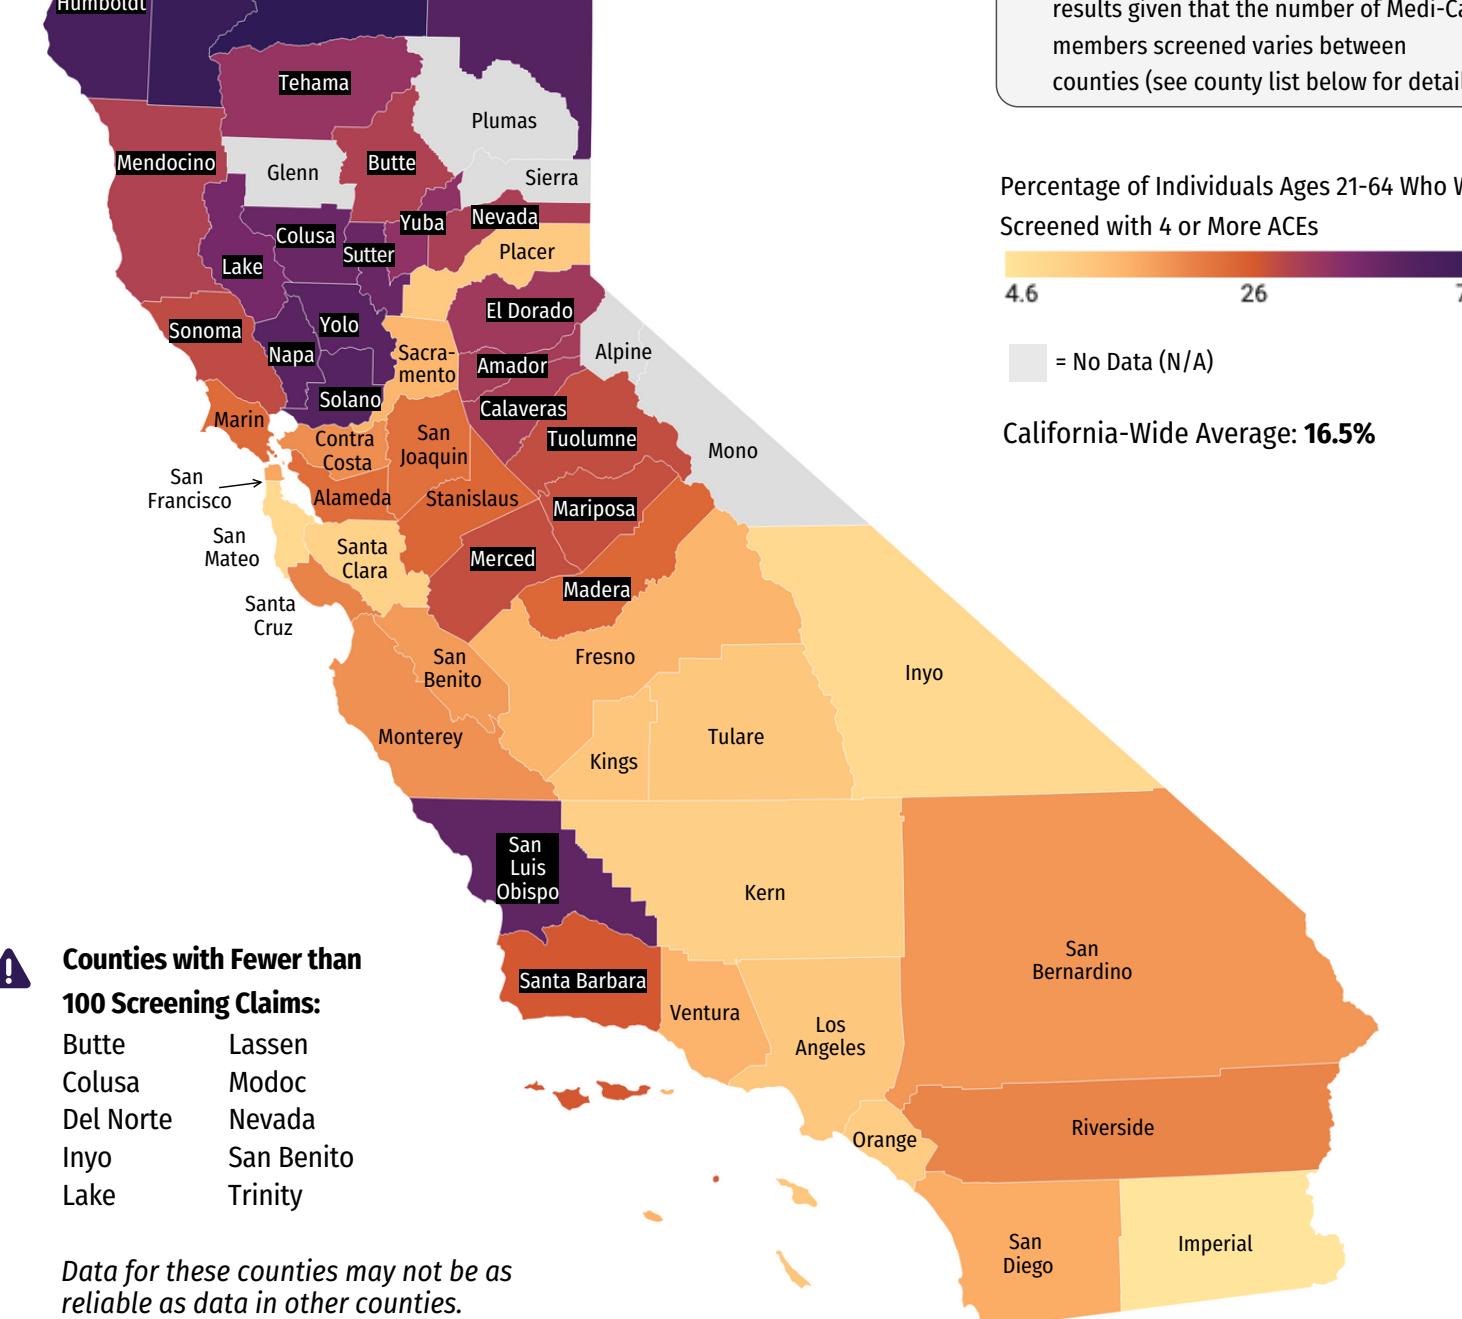 Humboldt
results given that the number of Medi-Ca
members screened varies between
counties (see county list below for detail
Tehama
Plumas
Mendocino
Glenn
Butte
Sierra
Percentage of Individuals Ages 21-64 Who W
Screened with 4 or More ACEs
4.6 26 7
= No Data (N/A)
California-Wide Average: 16.5%
Nevada
Yuba
Colusa
Sutter
Placer
Lake
El Dorado
Sonoma
Yolo
Napa
Sacra-
mento
Amador
Alpine
Solano
Calaveras
Marin
Contra
Costa
San
Joaquin
Tuolumne
Mono
San
Francisco
Alameda
Stanislaus
Mariposa
San
Mateo
Santa
Clara
Merced
Madera
Santa
Cruz
San
Benito
Fresno
Inyo
Monterey
Kings
Tulare
San
Luis
Obispo
Kern
San
Bernardino
Santa Barbara
Ventura
Los
Angeles
Orange
Riverside
San
Diego
Imperial
Counties with Fewer than
100 Screening Claims:
Butte
Colusa
Del Norte
Inyo
Lake
Lassen
Modoc
Nevada
San Benito
Trinity
Data for these counties may not be as
reliable as data in other counties.